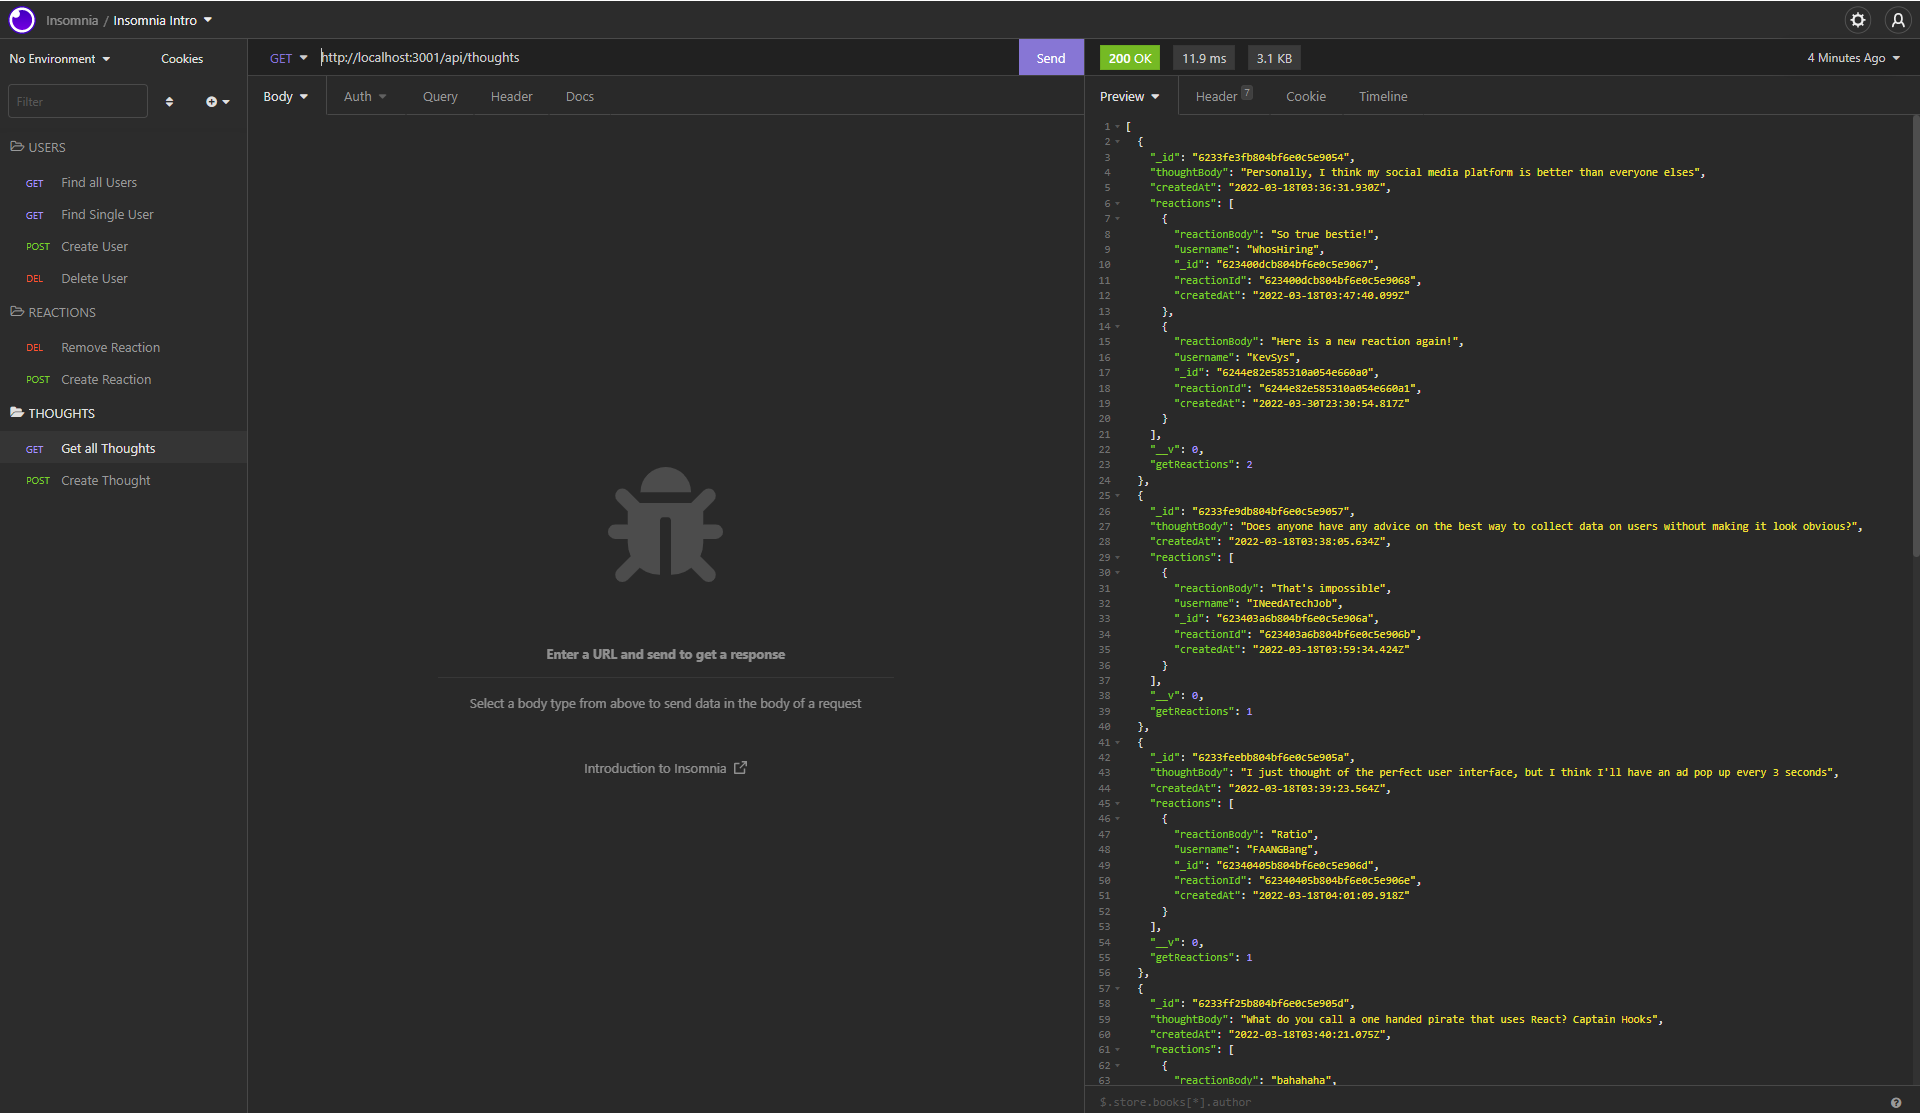 Insomnia / Insomnia Intro
No Environment
Cookies
Filter
USERS
GET Find all Users
GET Find Single User
POST Create User
DEL Delete User
REACTIONS
DEL Remove Reaction
POST Create Reaction
THOUGHTS
GET Get all Thoughts
POST Create Thought
GET http://localhost:3001/api/thoughts Send
Body Auth Query Header Docs
Enter a URL and send to get a response
Select a body type from above to send data in the body of a request
Introduction to Insomnia
200 OK 11.9 ms 3.1 KB 4 Minutes Ago
Preview Header 7 Cookie Timeline
1 [
2 {
3 "_id": "6233fe3fb804bf6e0c5e9054",
4 "thoughtBody": "Personally, I think my social media platform is better than everyone elses",
5 "createdAt": "2022-03-18T03:36:31.930Z",
6 "reactions": [
7 {
8 "reactionBody": "So true bestie!",
9 "username": "WhosHiring",
10 "_id": "623400dcb804bf6e0c5e9067",
11 "reactionId": "623400dcb804bf6e0c5e9068",
12 "createdAt": "2022-03-18T03:47:40.099Z"
13 },
14 {
15 "reactionBody": "Here is a new reaction again!",
16 "username": "KevSys",
17 "_id": "6244e82e585310a054e660a0",
18 "reactionId": "6244e82e585310a054e660a1",
19 "createdAt": "2022-03-30T23:30:54.817Z"
20 }
21 ],
22 "__v": 0,
23 "getReactions": 2
24 },
25 {
26 "_id": "6233fe9db804bf6e0c5e9057",
27 "thoughtBody": "Does anyone have any advice on the best way to collect data on users without making it look obvious?",
28 "createdAt": "2022-03-18T03:38:05.634Z",
29 "reactions": [
30 {
31 "reactionBody": "That's impossible",
32 "username": "INeedATechJob",
33 "_id": "623403a6b804bf6e0c5e906a",
34 "reactionId": "623403a6b804bf6e0c5e906b",
35 "createdAt": "2022-03-18T03:59:34.424Z"
36 }
37 ],
38 "__v": 0,
39 "getReactions": 1
40 },
41 {
42 "_id": "6233feebb804bf6e0c5e905a",
43 "thoughtBody": "I just thought of the perfect user interface, but I think I'll have an ad pop up every 3 seconds",
44 "createdAt": "2022-03-18T03:39:23.564Z",
45 "reactions": [
46 {
47 "reactionBody": "Ratio",
48 "username": "FAANGBang",
49 "_id": "62340405b804bf6e0c5e906d",
50 "reactionId": "62340405b804bf6e0c5e906e",
51 "createdAt": "2022-03-18T04:01:09.918Z"
52 }
53 ],
54 "__v": 0,
55 "getReactions": 1
56 },
57 {
58 "_id": "6233ff25b804bf6e0c5e905d",
59 "thoughtBody": "What do you call a one handed pirate that uses React? Captain Hooks",
60 "createdAt": "2022-03-18T03:40:21.075Z",
61 "reactions": [
62 {
63 "reactionBody": "bahahaha",
$.store.books[*].author